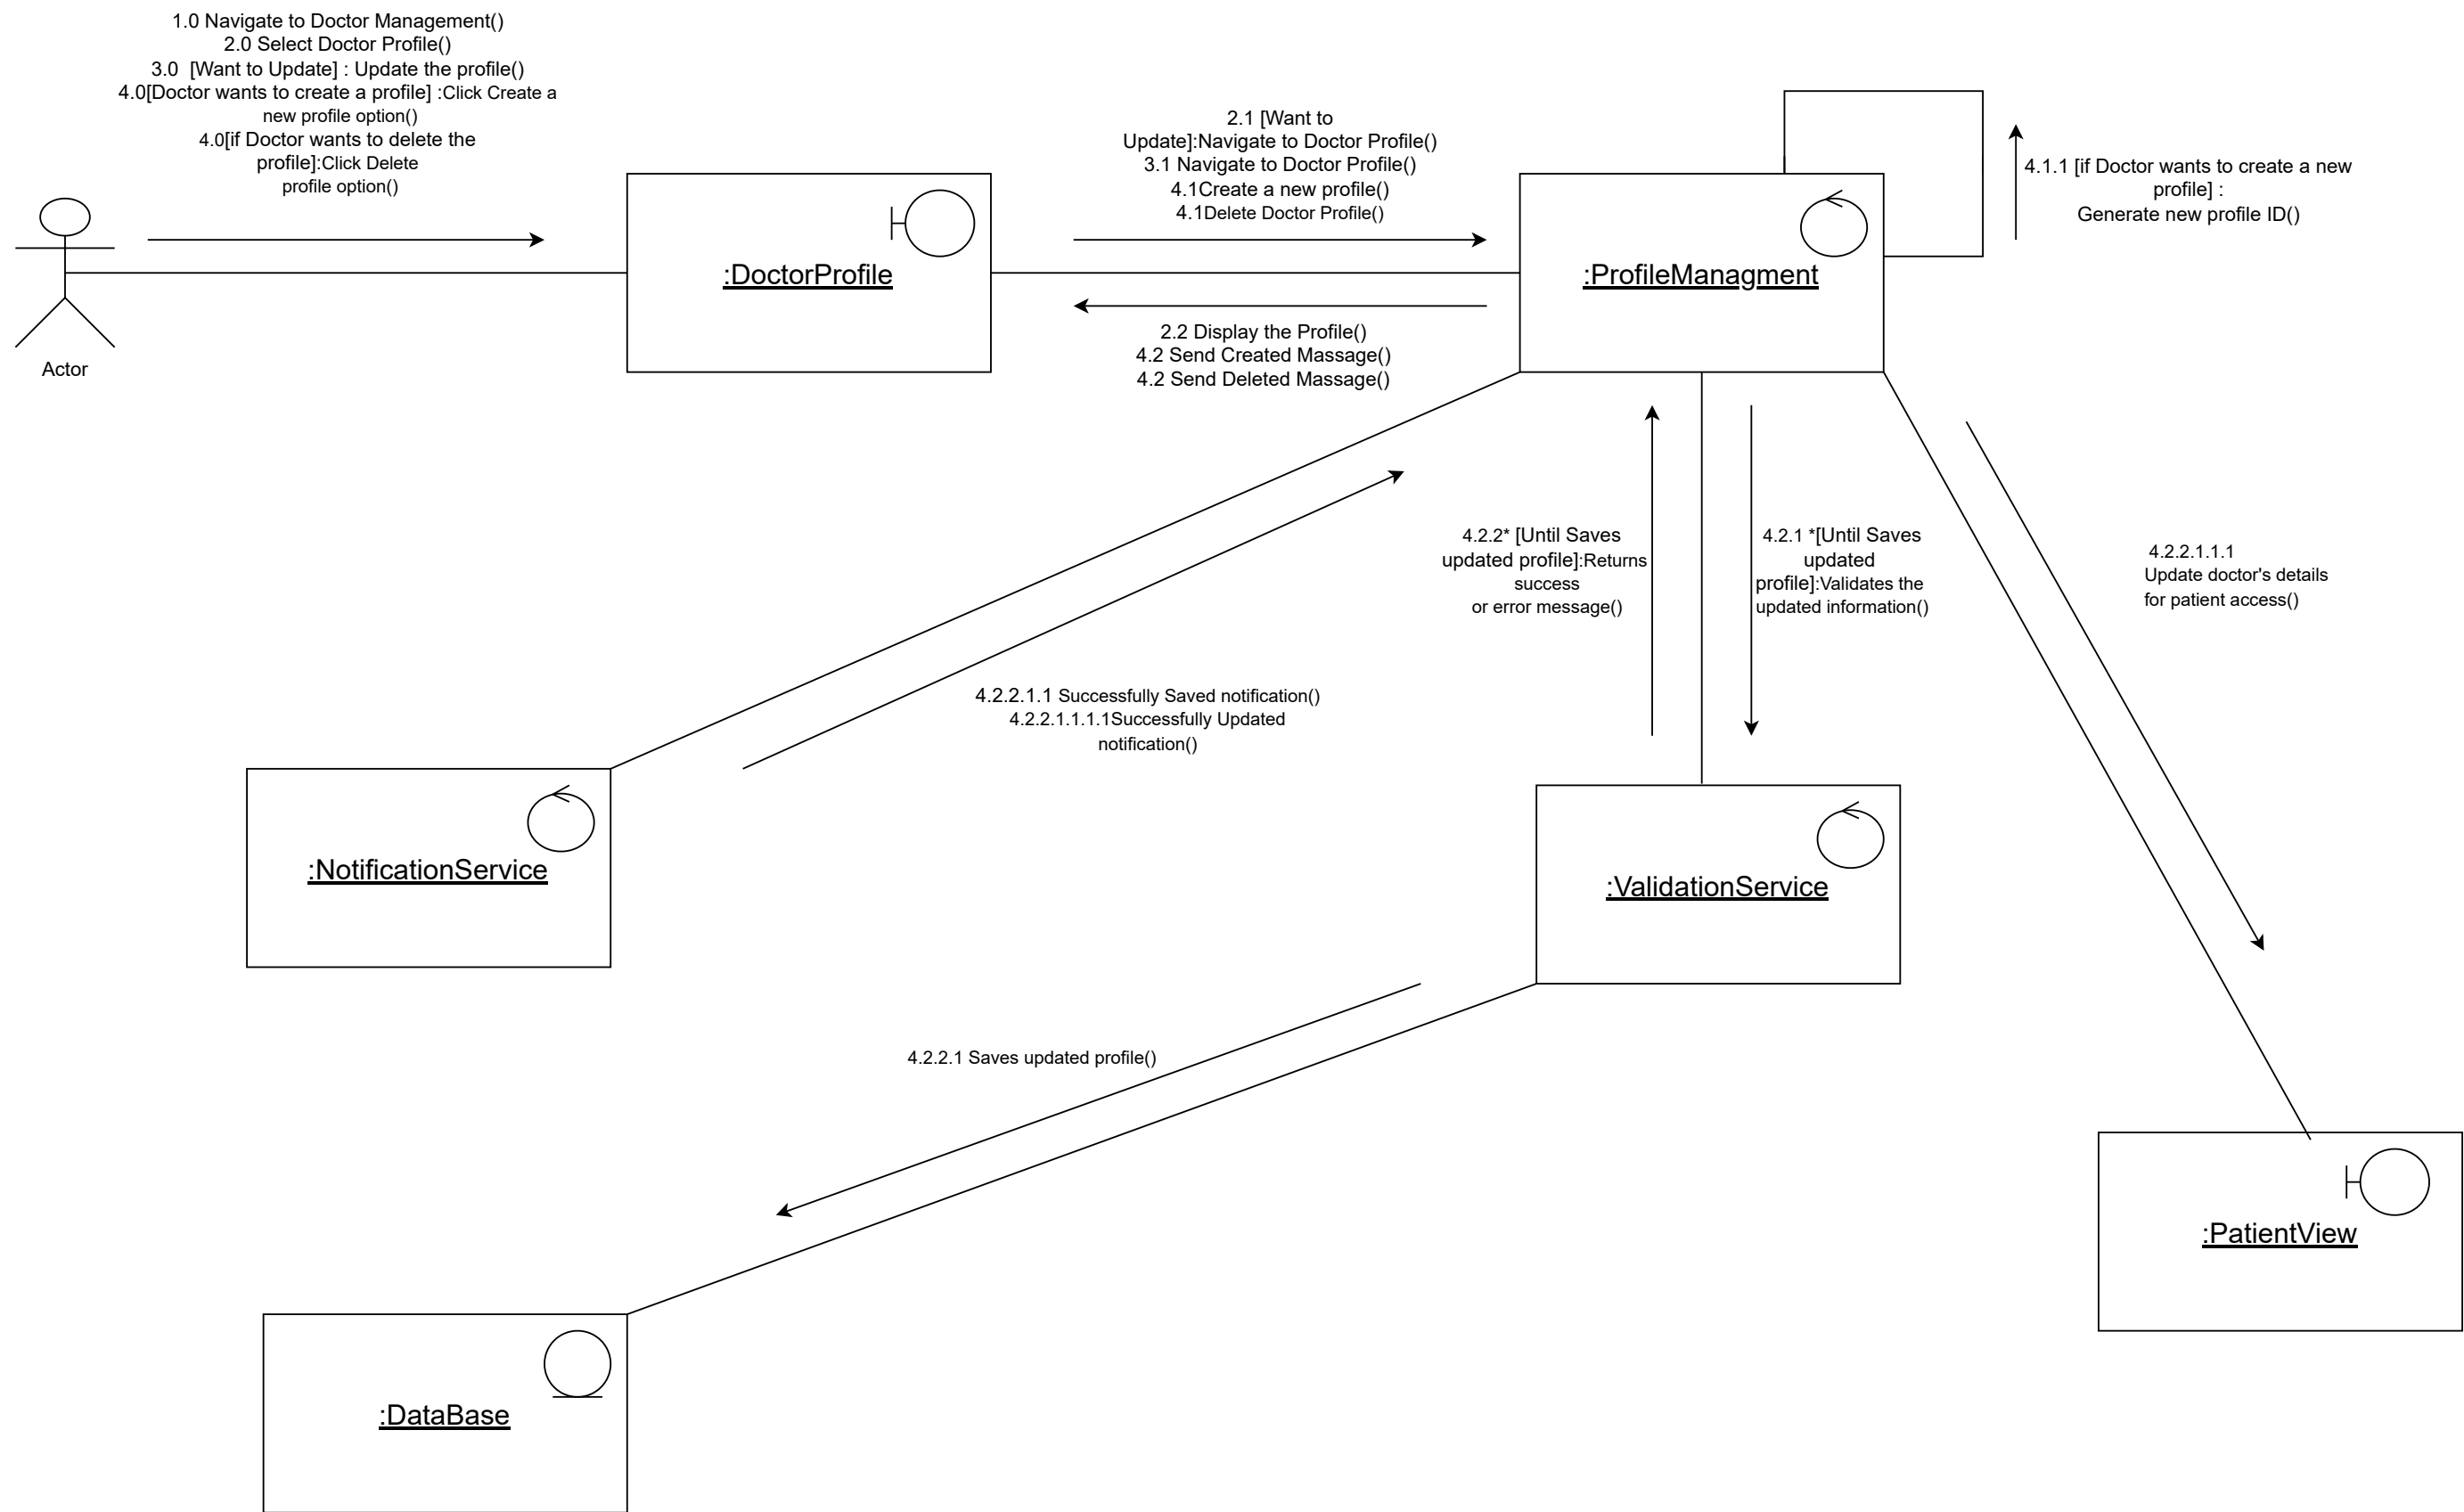 1.0 Navigate to Doctor Management()
2.0 Select Doctor Profile()
3.0  [Want to Update] : Update the profile()
4.0[Doctor wants to create a profile] :Click Create a
new profile option()
4.0[if Doctor wants to delete the
profile]:Click Delete
profile option()
Actor
:DoctorProfile
2.1 [Want to
Update]:Navigate to Doctor Profile()
3.1 Navigate to Doctor Profile()
4.1Create a new profile()
4.1Delete Doctor Profile()
2.2 Display the Profile()
4.2 Send Created Massage()
4.2 Send Deleted Massage()
:ProfileManagment
4.1.1 [if Doctor wants to create a new
profile] :
Generate new profile ID()
4.2.2* [Until Saves
updated profile]:Returns
success
or error message()
4.2.1 *[Until Saves
updated
profile]:Validates the
updated information()
4.2.2.1.1.1
Update doctor's details
for patient access()
4.2.2.1.1 Successfully Saved notification()
4.2.2.1.1.1.1Successfully Updated
notification()
:NotificationService
:ValidationService
4.2.2.1 Saves updated profile()
:PatientView
:DataBase